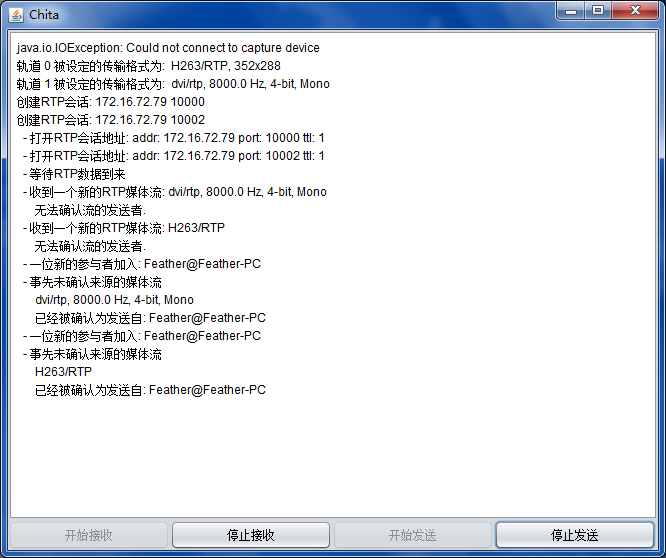 Chita
java.io.IOException: Could not connect to capture device
轨道 0 被设定的传输格式为:  H263/RTP, 352x288
轨道 1 被设定的传输格式为:  dvi/rtp, 8000.0 Hz, 4-bit, Mono
创建RTP会话: 172.16.72.79 10000
创建RTP会话: 172.16.72.79 10002
- 打开RTP会话地址: addr: 172.16.72.79 port: 10000 ttl: 1
- 打开RTP会话地址: addr: 172.16.72.79 port: 10002 ttl: 1
- 等待RTP数据到来
- 收到一个新的RTP媒体流: dvi/rtp, 8000.0 Hz, 4-bit, Mono
无法确认流的发送者.
- 收到一个新的RTP媒体流: H263/RTP
无法确认流的发送者.
- 一位新的参与者加入: Feather@Feather-PC
- 事先未确认来源的媒体流
dvi/rtp, 8000.0 Hz, 4-bit, Mono
已经被确认为发送自: Feather@Feather-PC
- 一位新的参与者加入: Feather@Feather-PC
- 事先未确认来源的媒体流
H263/RTP
已经被确认为发送自: Feather@Feather-PC
开始接收 停止接收 开始发送 停止发送